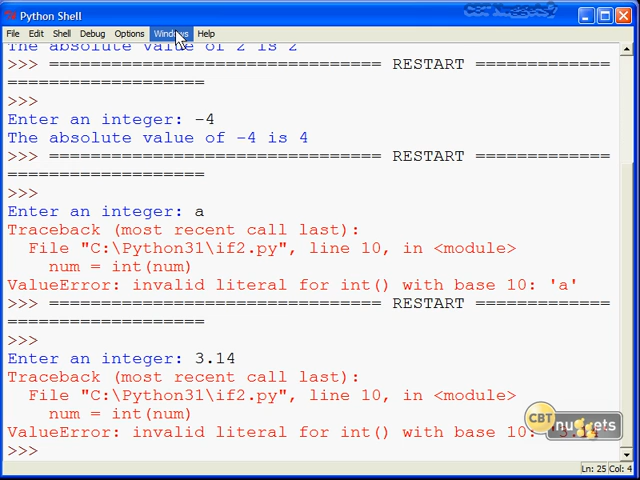 Python Shell
File Edit Shell Debug Options Windows Help
The absolute value of 2 is 2
>>> ================================ RESTART =============
===================
>>>
Enter an integer: -4
The absolute value of -4 is 4
>>> ================================ RESTART =============
===================
>>>
Enter an integer: a
Traceback (most recent call last):
  File "C:\Python31\if2.py", line 10, in <module>
    num = int(num)
ValueError: invalid literal for int() with base 10: 'a'
>>> ================================ RESTART =============
===================
>>>
Enter an integer: 3.14
Traceback (most recent call last):
  File "C:\Python31\if2.py", line 10, in <module>
    num = int(num)
ValueError: invalid literal for int() with base 10:
>>>
CBT nuggets
Ln: 25 Col: 4